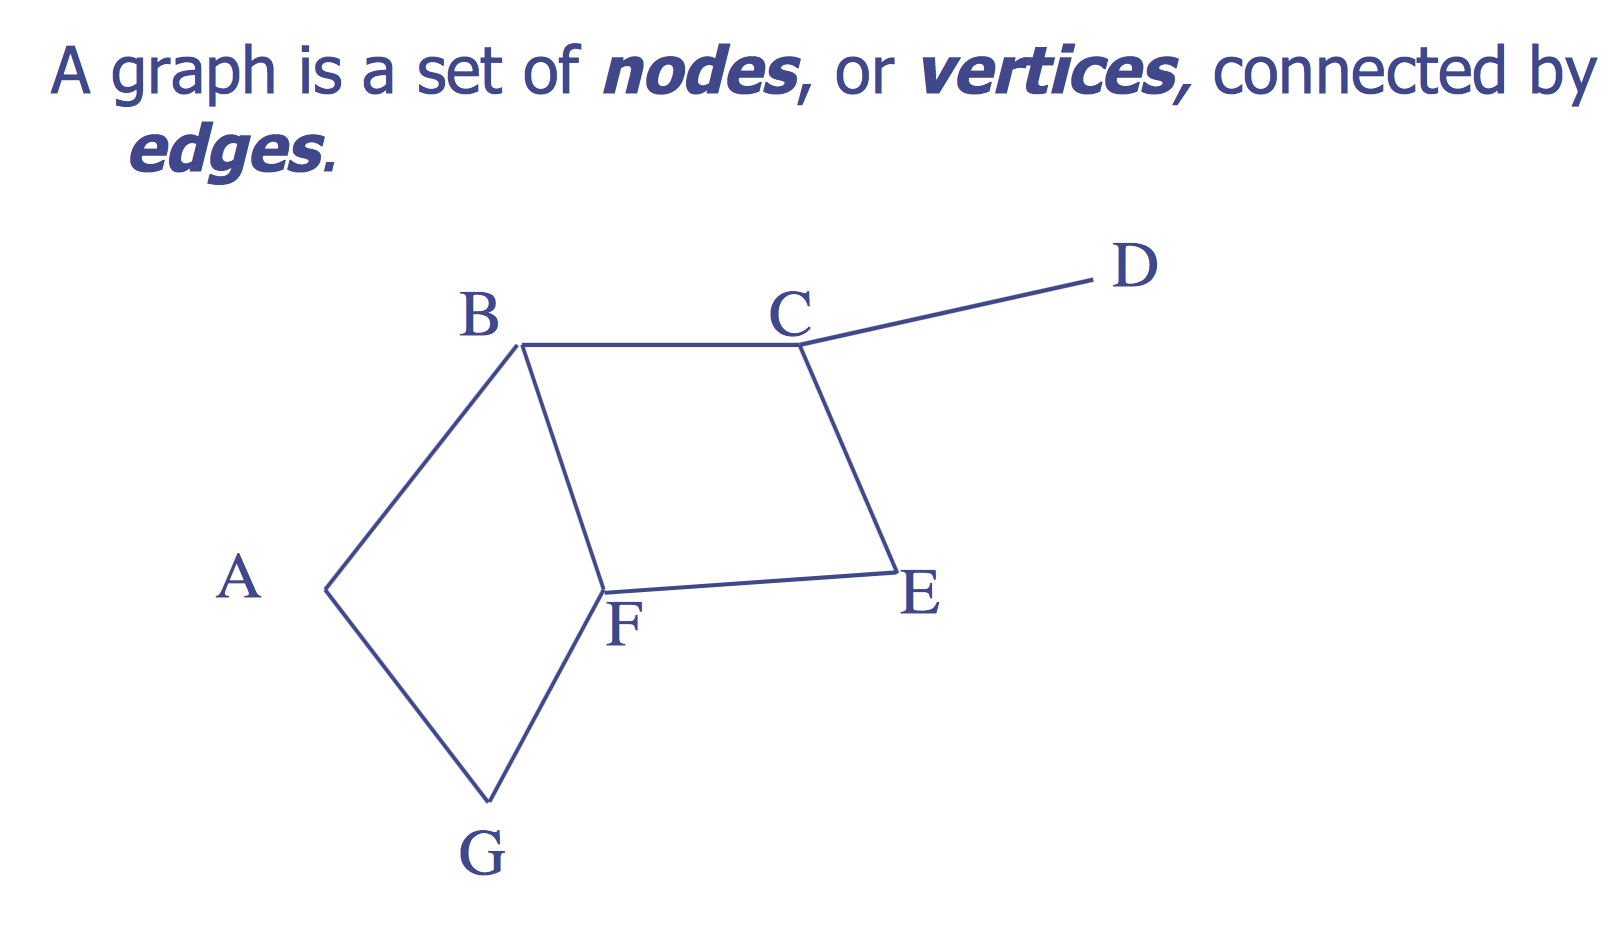 A graph is a set of nodes, or vertices, connected by
edges.
D
B
C
A
E
F
G